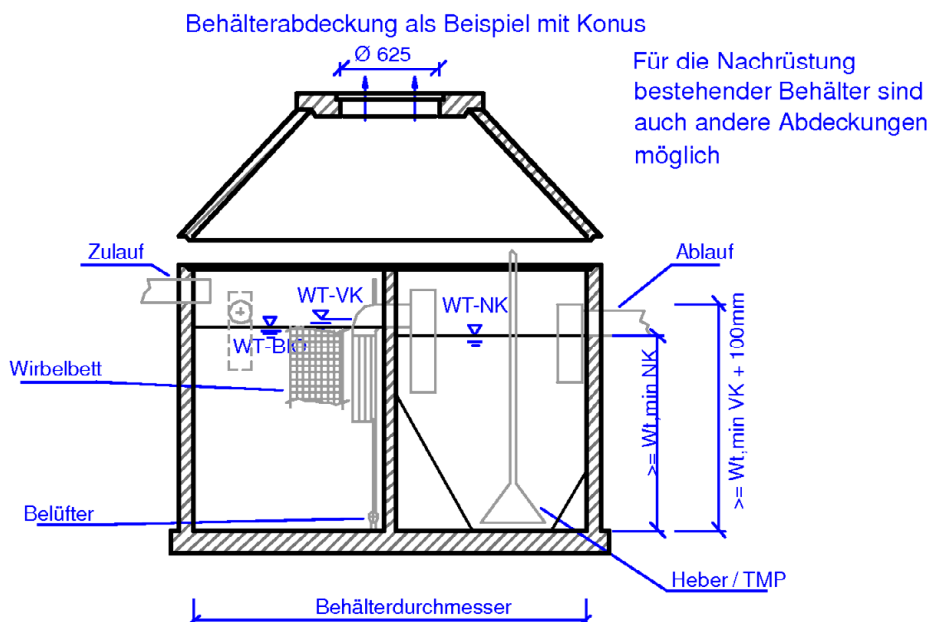 Behälterabdeckung als Beispiel mit Konus
Ø 625
Für die Nachrüstung
bestehender Behälter sind
auch andere Abdeckungen
möglich
Zulauf
Ablauf
WT-VK
WT-NK
WT-BIO
Wirbelbett
>= Wt,min NK
>= Wt,min VK + 100mm
Belüfter
Heber / TMP
Behälterdurchmesser